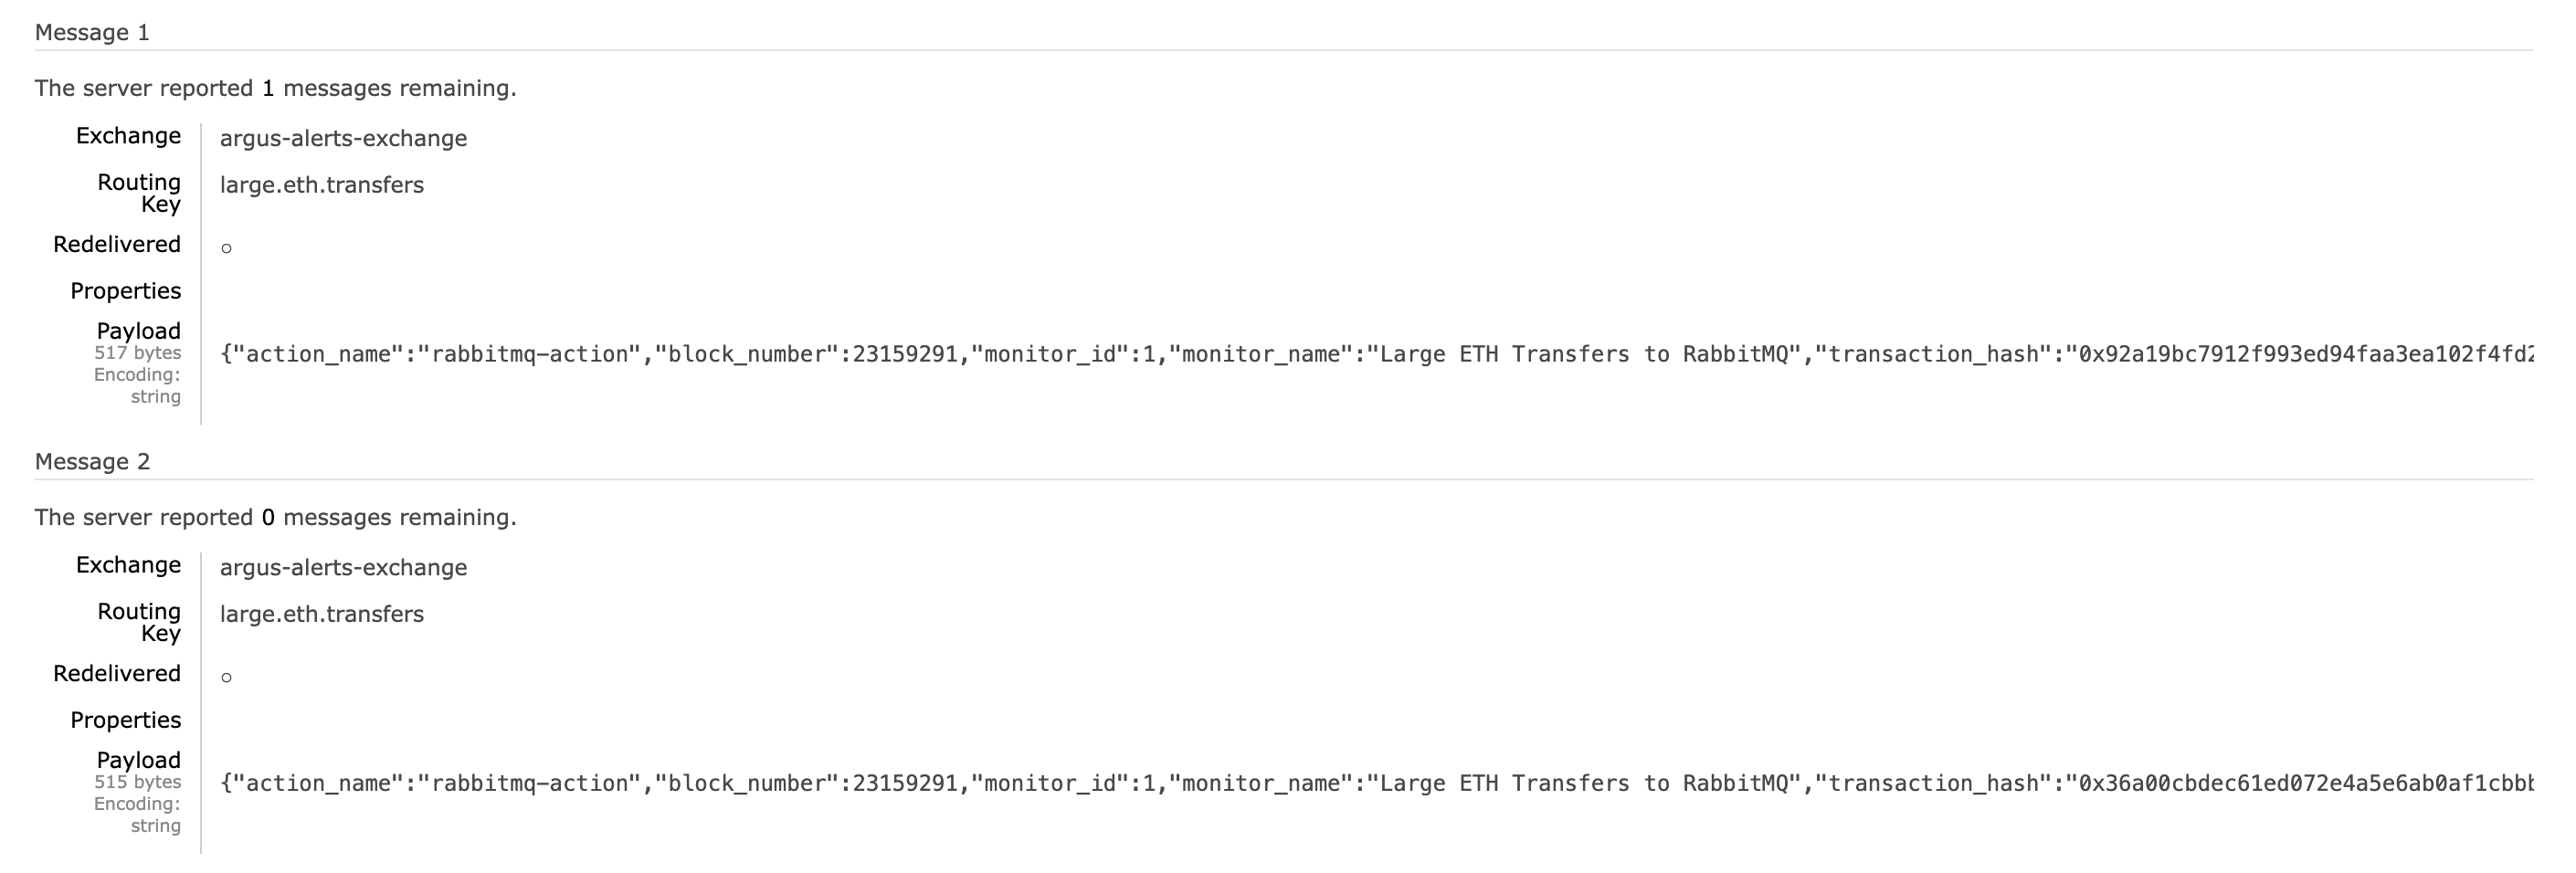 Message 1
The server reported 1 messages remaining.
Exchange argus-alerts-exchange
Routing Key large.eth.transfers
Redelivered ○
Properties
Payload
517 bytes
Encoding: string
{"action_name":"rabbitmq-action","block_number":23159291,"monitor_id":1,"monitor_name":"Large ETH Transfers to RabbitMQ","transaction_hash":"0x92a19bc7912f993ed94faa3ea102f4fd2
Message 2
The server reported 0 messages remaining.
Exchange argus-alerts-exchange
Routing Key large.eth.transfers
Redelivered ○
Properties
Payload
515 bytes
Encoding: string
{"action_name":"rabbitmq-action","block_number":23159291,"monitor_id":1,"monitor_name":"Large ETH Transfers to RabbitMQ","transaction_hash":"0x36a00cbdec61ed072e4a5e6ab0af1cbbb